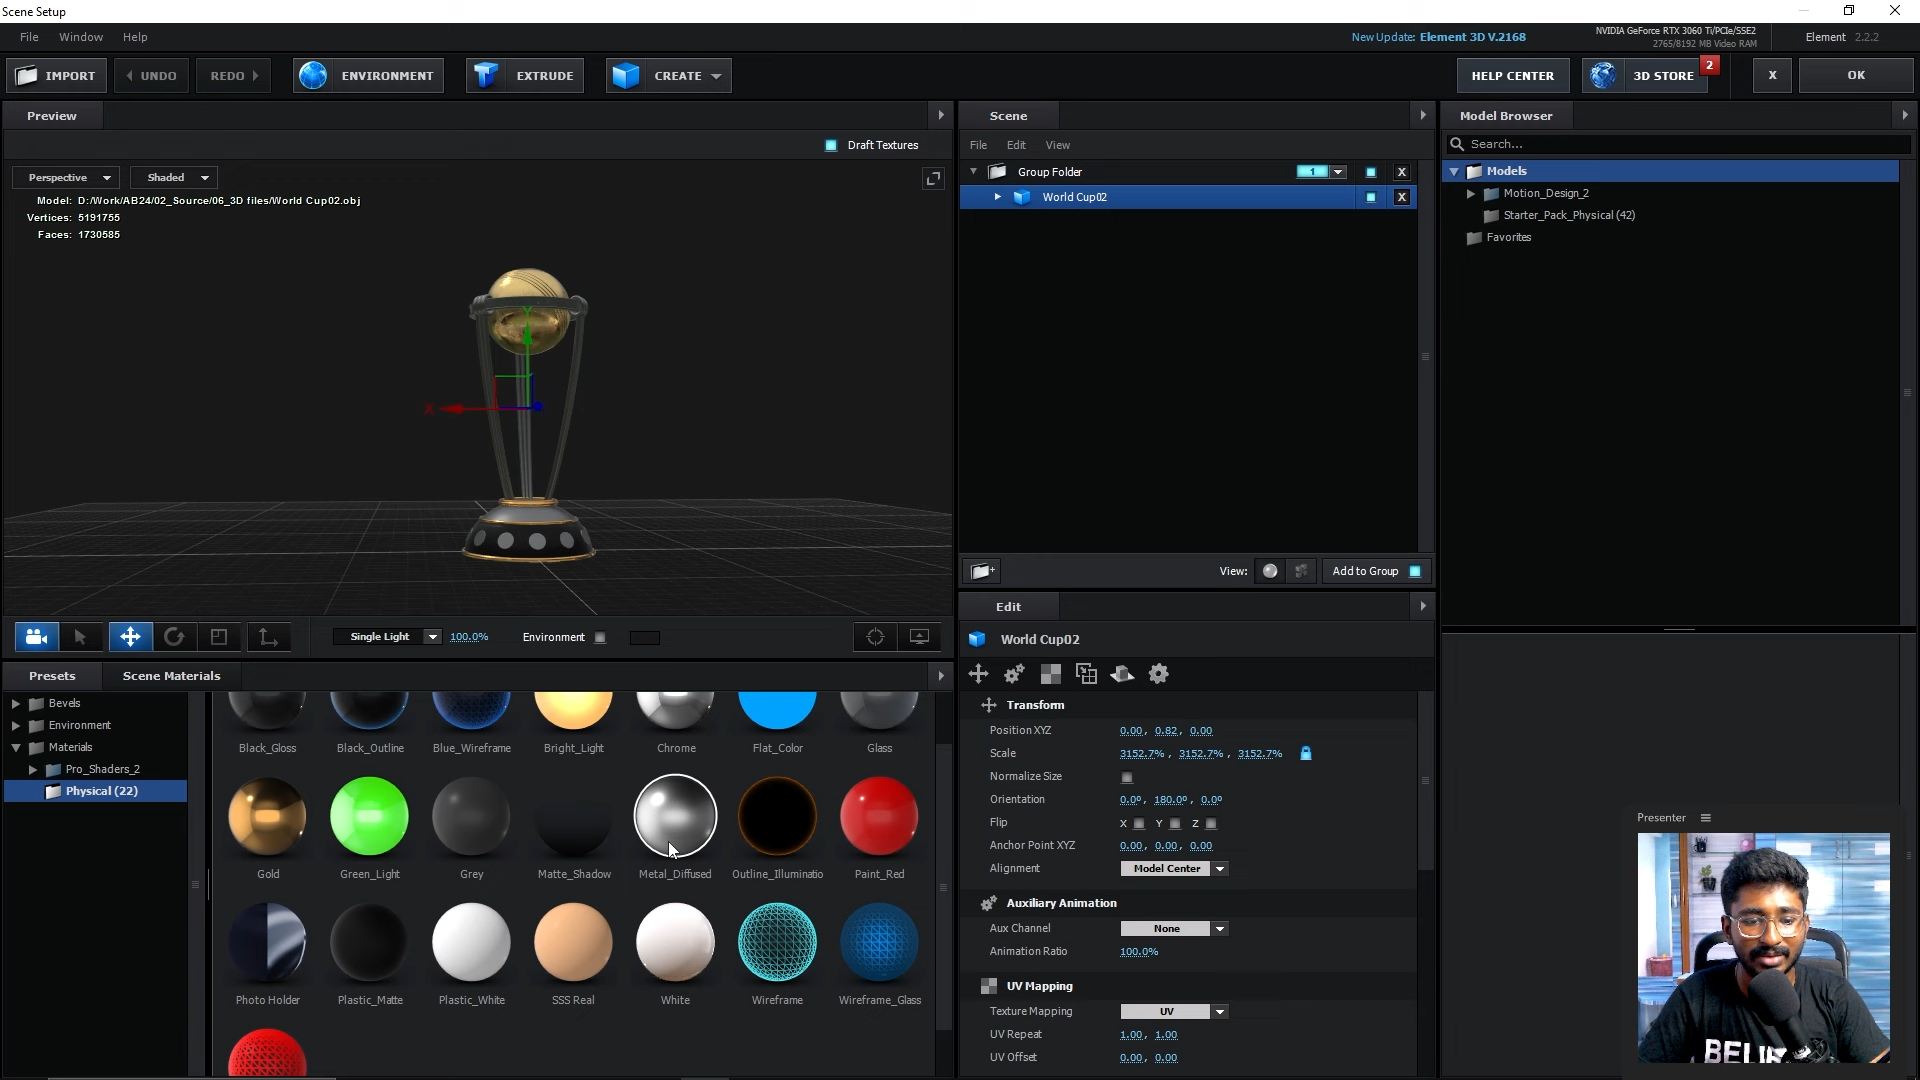 Scene Setup
File Window Help
New Update: Element 3D V.2168
NVIDIA GeForce RTX 3060 Ti/PCIe/SSE2
2765/8192 MB Video RAM
Element 2.2.2
IMPORT
UNDO
REDO
ENVIRONMENT
EXTRUDE
CREATE
HELP CENTER
3D STORE
2
X
OK
Preview
Draft Textures
Perspective
Shaded
Model: D:/Work/AB24/02_Source/06_3D files/World Cup02.obj
Vertices: 5191755
Faces: 1730585
Y
X
Single Light
100.0%
Environment
Scene
File Edit View
Group Folder
1
X
World Cup02
X
View:
Add to Group
Model Browser
Search...
Models
Motion_Design_2
Starter_Pack_Physical (42)
Favorites
Presets
Scene Materials
Bevels
Environment
Materials
Pro_Shaders_2
Physical (22)
Black_Gloss
Black_Outline
Blue_Wireframe
Bright_Light
Chrome
Flat_Color
Glass
Gold
Green_Light
Grey
Matte_Shadow
Metal_Diffused
Outline_Illuminatio
Paint_Red
Photo Holder
Plastic_Matte
Plastic_White
SSS Real
White
Wireframe
Wireframe_Glass
Edit
World Cup02
Transform
Position XYZ 0.00, 0.82, 0.00
Scale 3152.7%, 3152.7%, 3152.7%
Normalize Size
Orientation 0.0º, 180.0º, 0.0º
Flip X Y Z
Anchor Point XYZ 0.00, 0.00, 0.00
Alignment Model Center
Auxiliary Animation
Aux Channel None
Animation Ratio 100.0%
UV Mapping
Texture Mapping UV
UV Repeat 1.00, 1.00
UV Offset 0.00, 0.00
Presenter